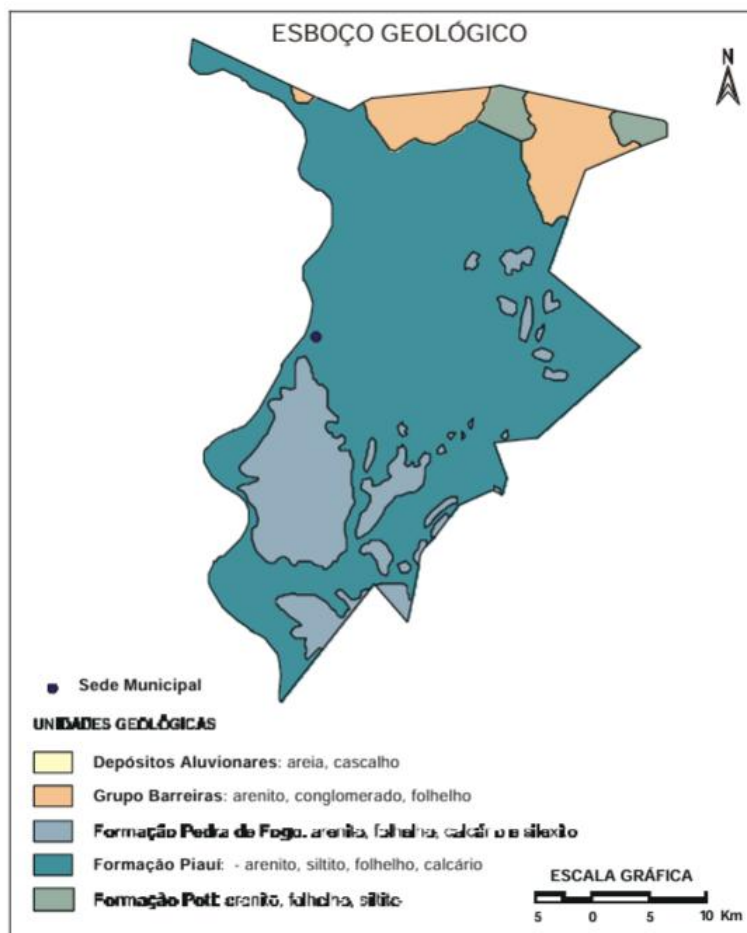 ESBOÇO GEOLÓGICO
N
Sede Municipal
UNIDADES GEOLÓGICAS
Depósitos Aluvionares: areia, cascalho
Grupo Barreiras: arenito, conglomerado, folhelho
Formação Pedra de Fogo. arenito, folhelho, calcário e silexito
Formação Piauí: - arenito, siltito, folhelho, calcário
Formação Poti: arenito, folhelho, siltito
ESCALA GRÁFICA
5 0 5 10 Km